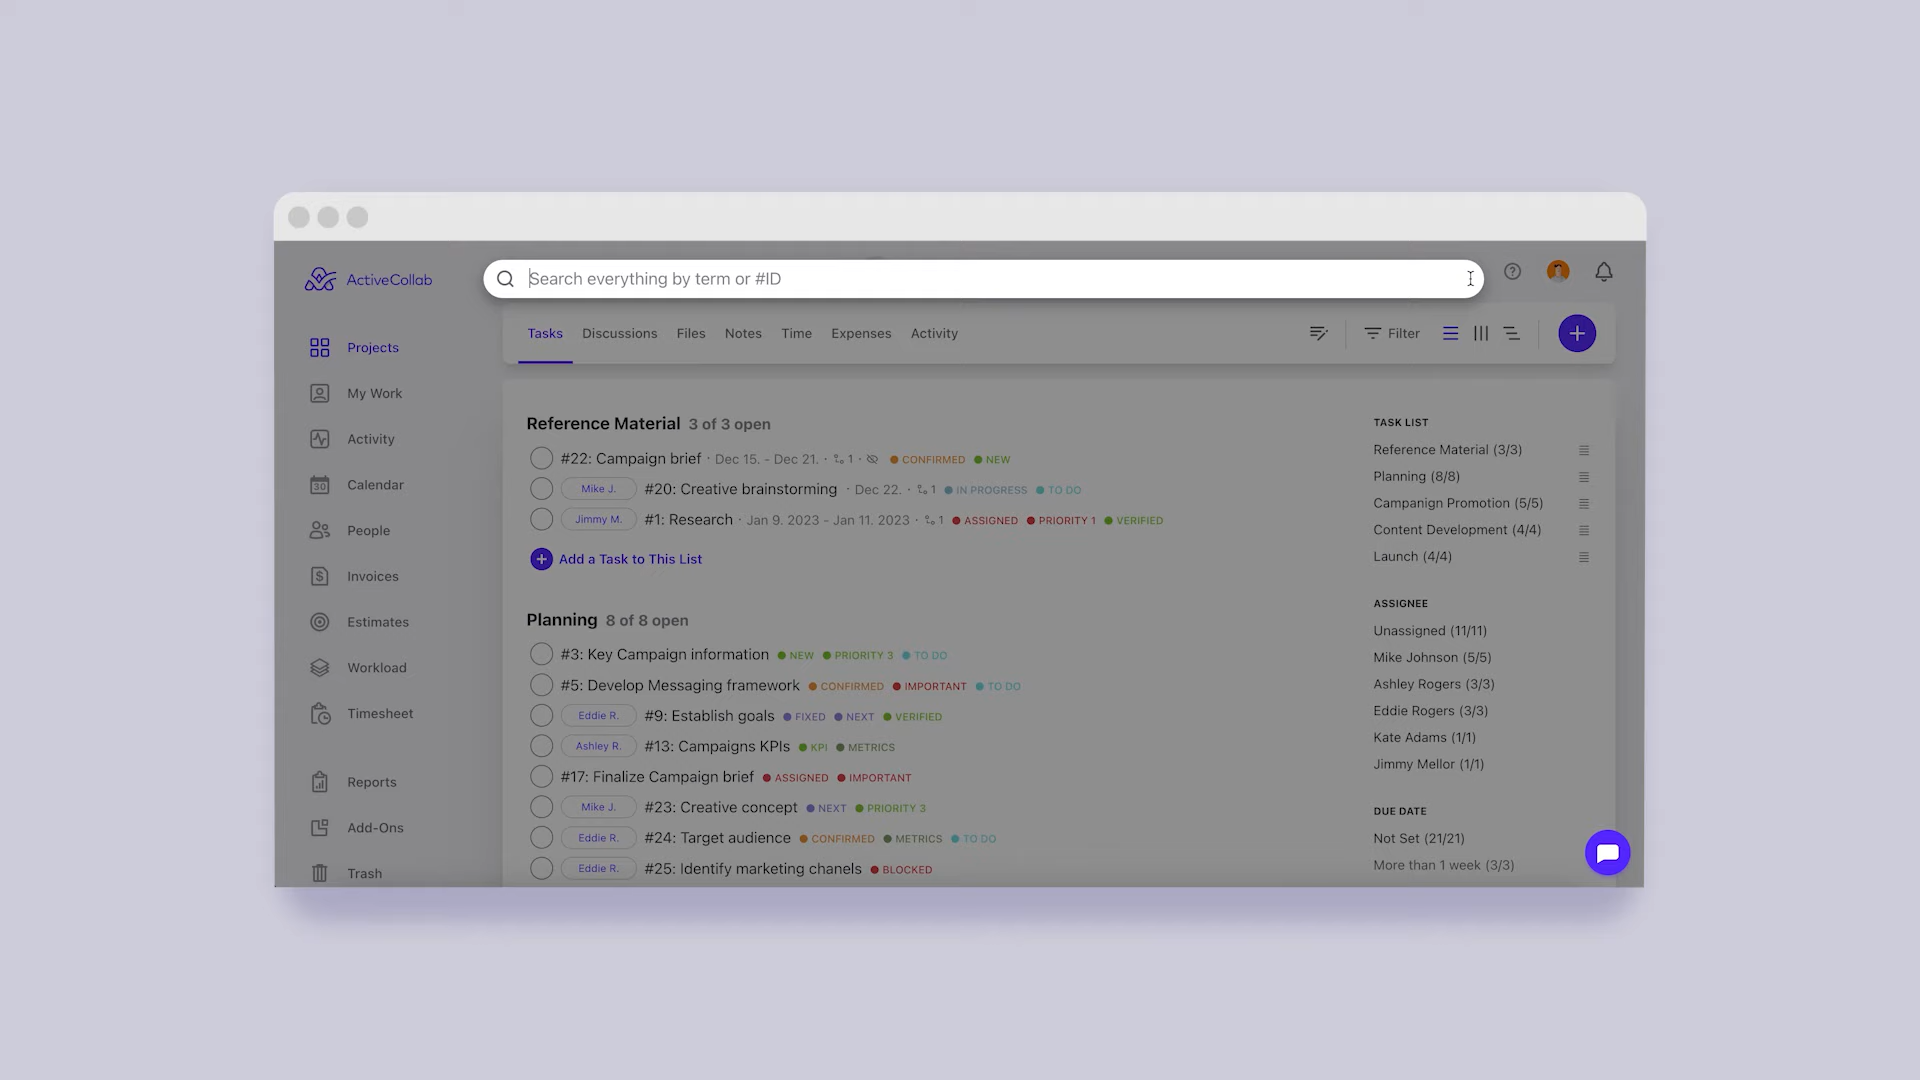 ActiveCollab
Search everything by term or #ID
Projects
My Work
Activity
30
Calendar
People
Invoices
Estimates
Workload
Timesheet
Reports
Add-Ons
Trash
Tasks Discussions Files Notes Time Expenses Activity
Filter
Reference Material 3 of 3 open
#22: Campaign brief · Dec 15. - Dec 21. · 1 · CONFIRMED NEW
Mike J. #20: Creative brainstorming · Dec 22. · 1 IN PROGRESS TO DO
Jimmy M. #1: Research · Jan 9. 2023 - Jan 11. 2023 · 1 ASSIGNED PRIORITY 1 VERIFIED
Add a Task to This List
Planning 8 of 8 open
#3: Key Campaign information NEW PRIORITY 3 TO DO
#5: Develop Messaging framework CONFIRMED IMPORTANT TO DO
Eddie R. #9: Establish goals FIXED NEXT VERIFIED
Ashley R. #13: Campaigns KPIs KPI METRICS
#17: Finalize Campaign brief ASSIGNED IMPORTANT
Mike J. #23: Creative concept NEXT PRIORITY 3
Eddie R. #24: Target audience CONFIRMED METRICS TO DO
Eddie R. #25: Identify marketing chanels BLOCKED
TASK LIST
Reference Material (3/3)
Planning (8/8)
Campanign Promotion (5/5)
Content Development (4/4)
Launch (4/4)
ASSIGNEE
Unassigned (11/11)
Mike Johnson (5/5)
Ashley Rogers (3/3)
Eddie Rogers (3/3)
Kate Adams (1/1)
Jimmy Mellor (1/1)
DUE DATE
Not Set (21/21)
More than 1 week (3/3)